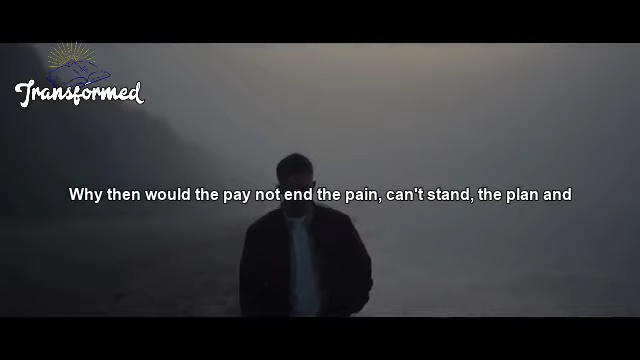 Transformed
Why then would the pay not end the pain, can't stand, the plan and